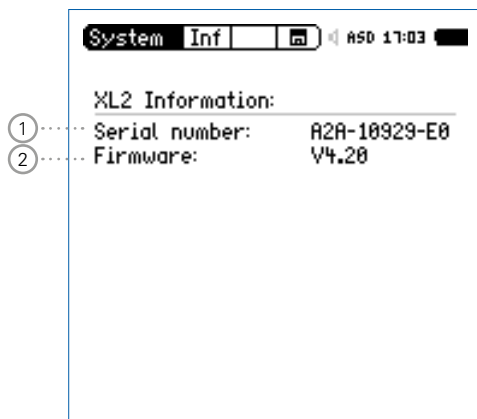 System Inf ASD 17:03
XL2 Information:
1 Serial number: A2A-10929-E0
2 Firmware: V4.20